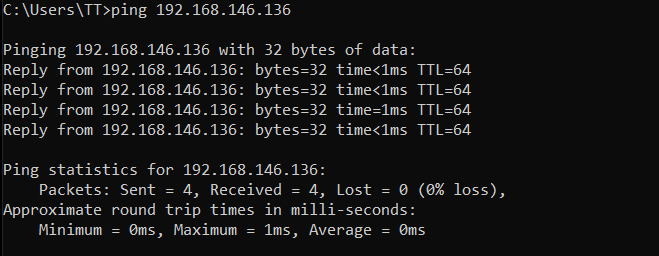 C:\Users\TT>ping 192.168.146.136
Pinging 192.168.146.136 with 32 bytes of data:
Reply from 192.168.146.136: bytes=32 time<1ms TTL=64
Reply from 192.168.146.136: bytes=32 time<1ms TTL=64
Reply from 192.168.146.136: bytes=32 time=1ms TTL=64
Reply from 192.168.146.136: bytes=32 time<1ms TTL=64
Ping statistics for 192.168.146.136:
Packets: Sent = 4, Received = 4, Lost = 0 (0% loss),
Approximate round trip times in milli-seconds:
Minimum = 0ms, Maximum = 1ms, Average = 0ms